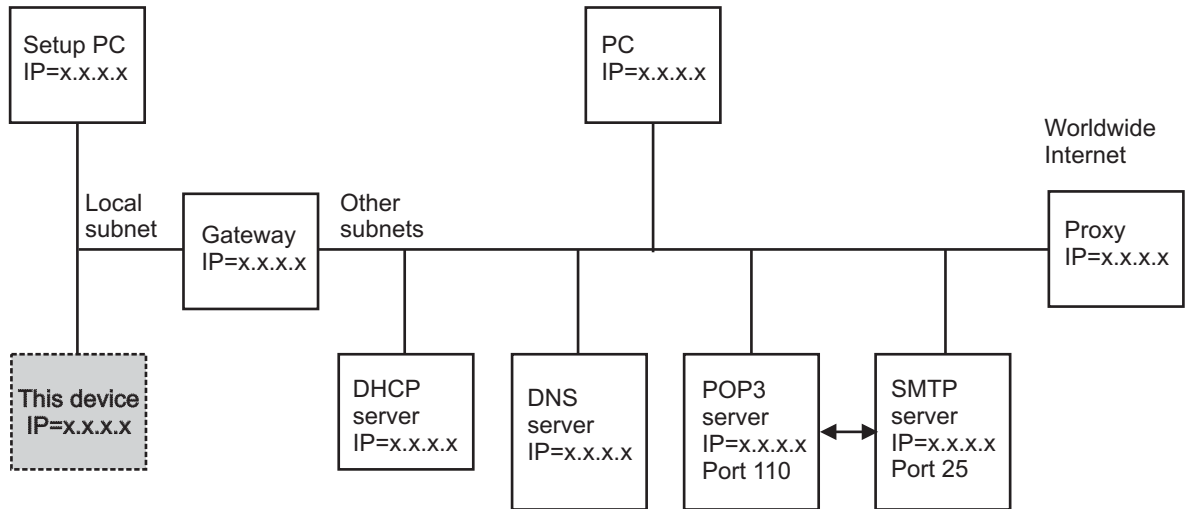 Setup PC
IP=x.x.x.x
PC
IP=x.x.x.x
Worldwide
Internet
Local
subnet
Gateway
IP=x.x.x.x
Other
subnets
Proxy
IP=x.x.x.x
This device
IP=x.x.x.x
DHCP
server
IP=x.x.x.x
DNS
server
IP=x.x.x.x
POP3
server
IP=x.x.x.x
Port 110
SMTP
server
IP=x.x.x.x
Port 25